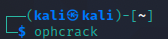 ┌──(kali㉿kali)-[~]
└─$ ophcrack